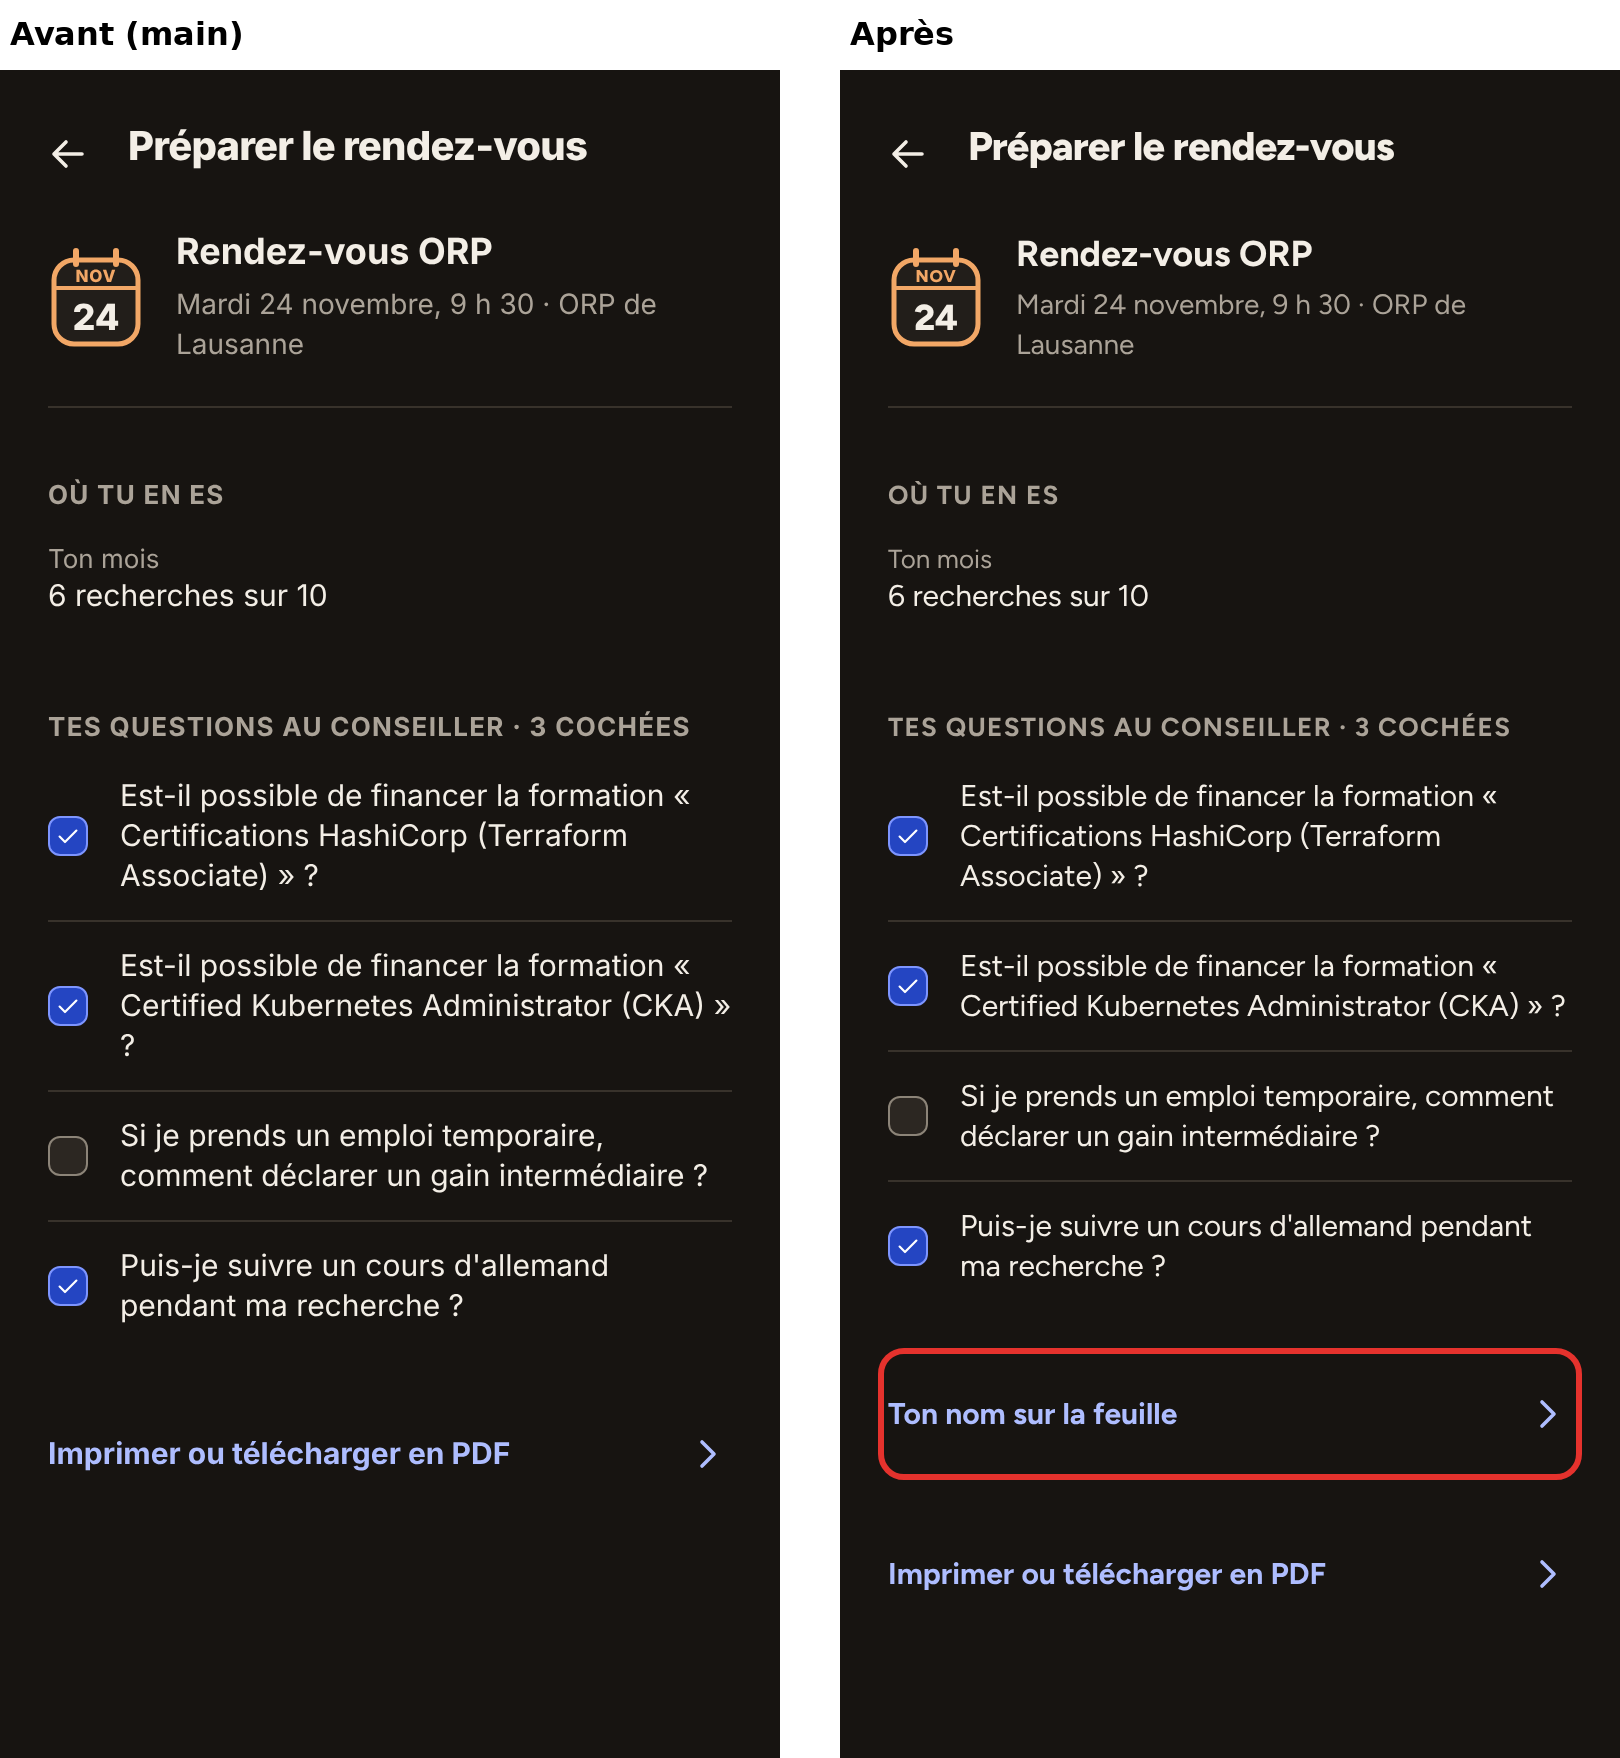 Avant (main)
Préparer le rendez-vous
NOV
24
Rendez-vous ORP
Mardi 24 novembre, 9 h 30 · ORP de
Lausanne
OÙ TU EN ES
Ton mois
6 recherches sur 10
TES QUESTIONS AU CONSEILLER · 3 COCHÉES
Est-il possible de financer la formation «
Certifications HashiCorp (Terraform
Associate) » ?
Est-il possible de financer la formation «
Certified Kubernetes Administrator (CKA) »
?
Si je prends un emploi temporaire,
comment déclarer un gain intermédiaire ?
Puis-je suivre un cours d'allemand
pendant ma recherche ?
Imprimer ou télécharger en PDF
Après
Préparer le rendez-vous
NOV
24
Rendez-vous ORP
Mardi 24 novembre, 9 h 30 · ORP de
Lausanne
OÙ TU EN ES
Ton mois
6 recherches sur 10
TES QUESTIONS AU CONSEILLER · 3 COCHÉES
Est-il possible de financer la formation «
Certifications HashiCorp (Terraform
Associate) » ?
Est-il possible de financer la formation «
Certified Kubernetes Administrator (CKA) » ?
Si je prends un emploi temporaire, comment
déclarer un gain intermédiaire ?
Puis-je suivre un cours d'allemand pendant
ma recherche ?
Ton nom sur la feuille
Imprimer ou télécharger en PDF